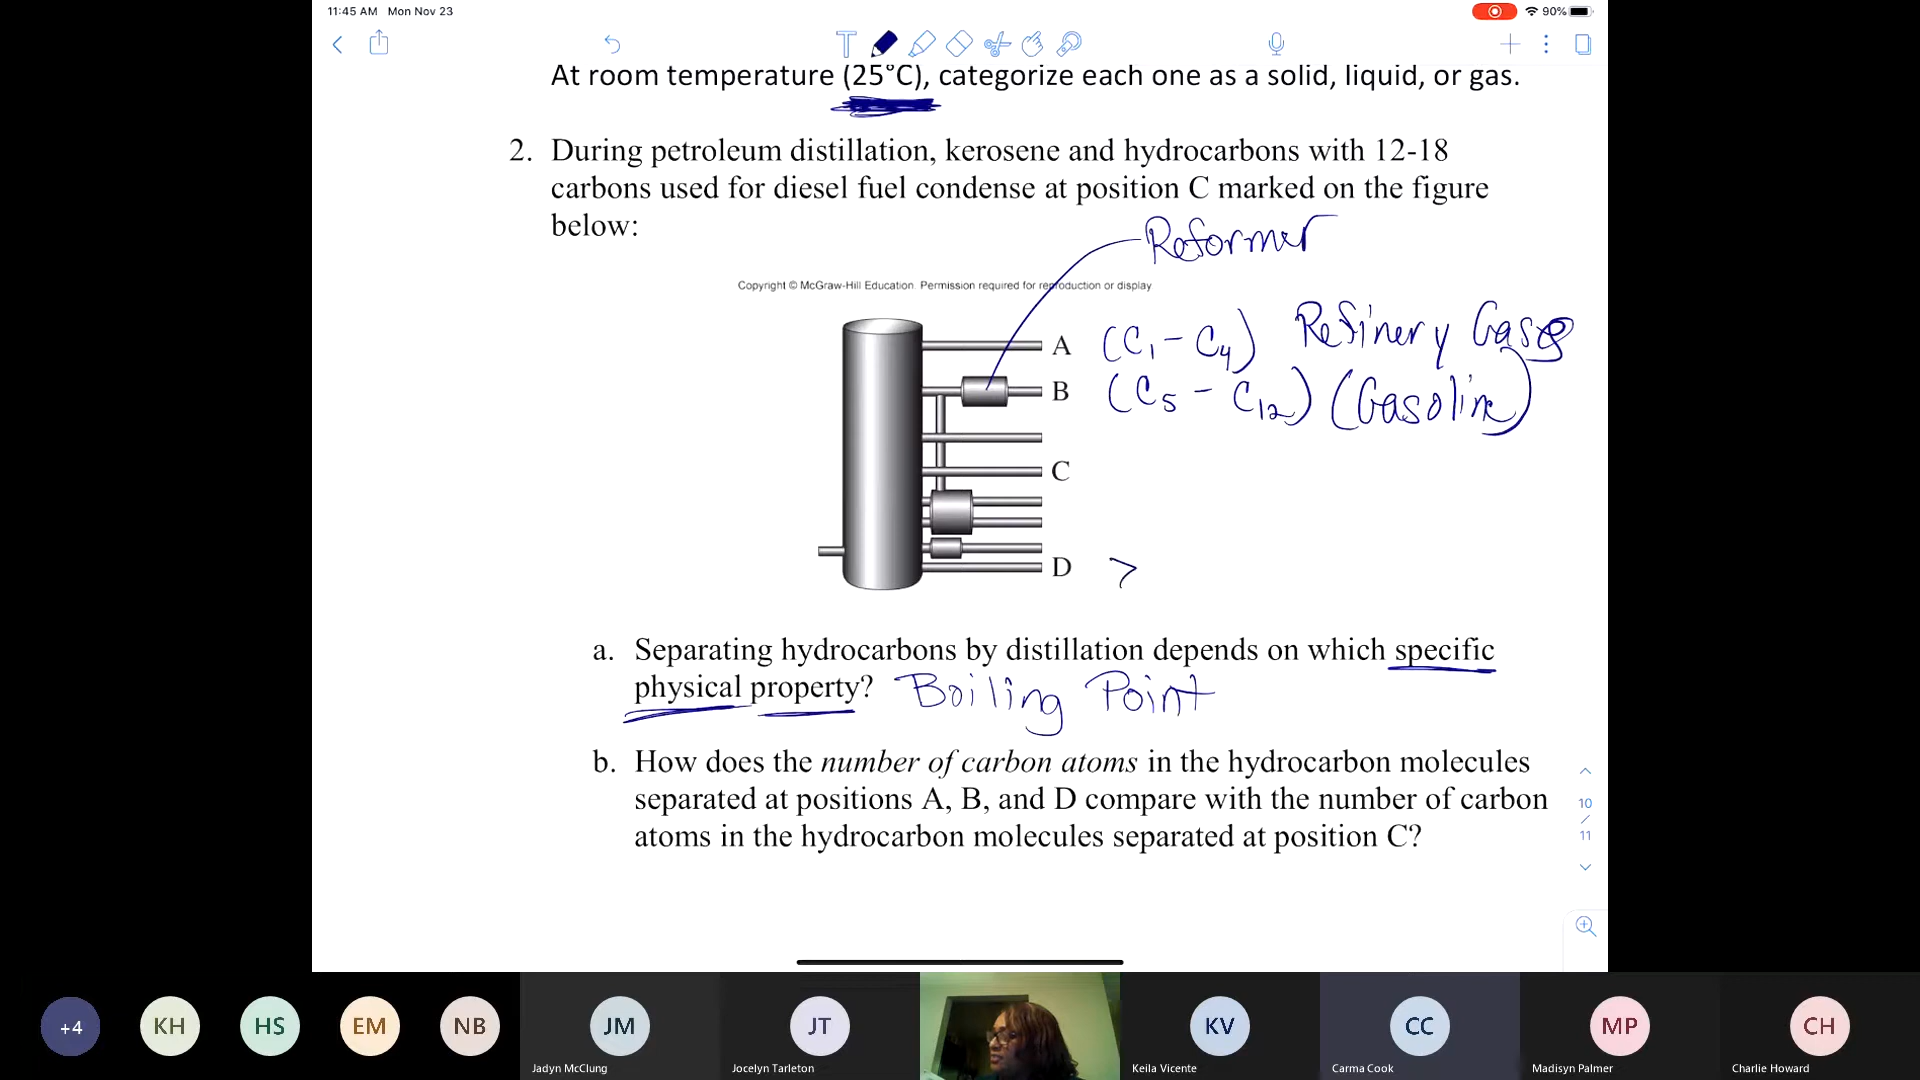 11:45 AM Mon Nov 23
90%
At room temperature (25°C), categorize each one as a solid, liquid, or gas.
2. During petroleum distillation, kerosene and hydrocarbons with 12-18
carbons used for diesel fuel condense at position C marked on the figure
below:
Reformer
Copyright © McGraw-Hill Education. Permission required for reproduction or display
A (C1 - C4) Refinery Gases
B (C5 - C12) (Gasoline)
C
D >
a. Separating hydrocarbons by distillation depends on which specific
physical property? Boiling Point
b. How does the number of carbon atoms in the hydrocarbon molecules
separated at positions A, B, and D compare with the number of carbon
atoms in the hydrocarbon molecules separated at position C?
10
/
11
+4 KH HS EM NB JM JT KV CC MP CH
Jadyn McClung Jocelyn Tarleton Keila Vicente Carma Cook Madisyn Palmer Charlie Howard